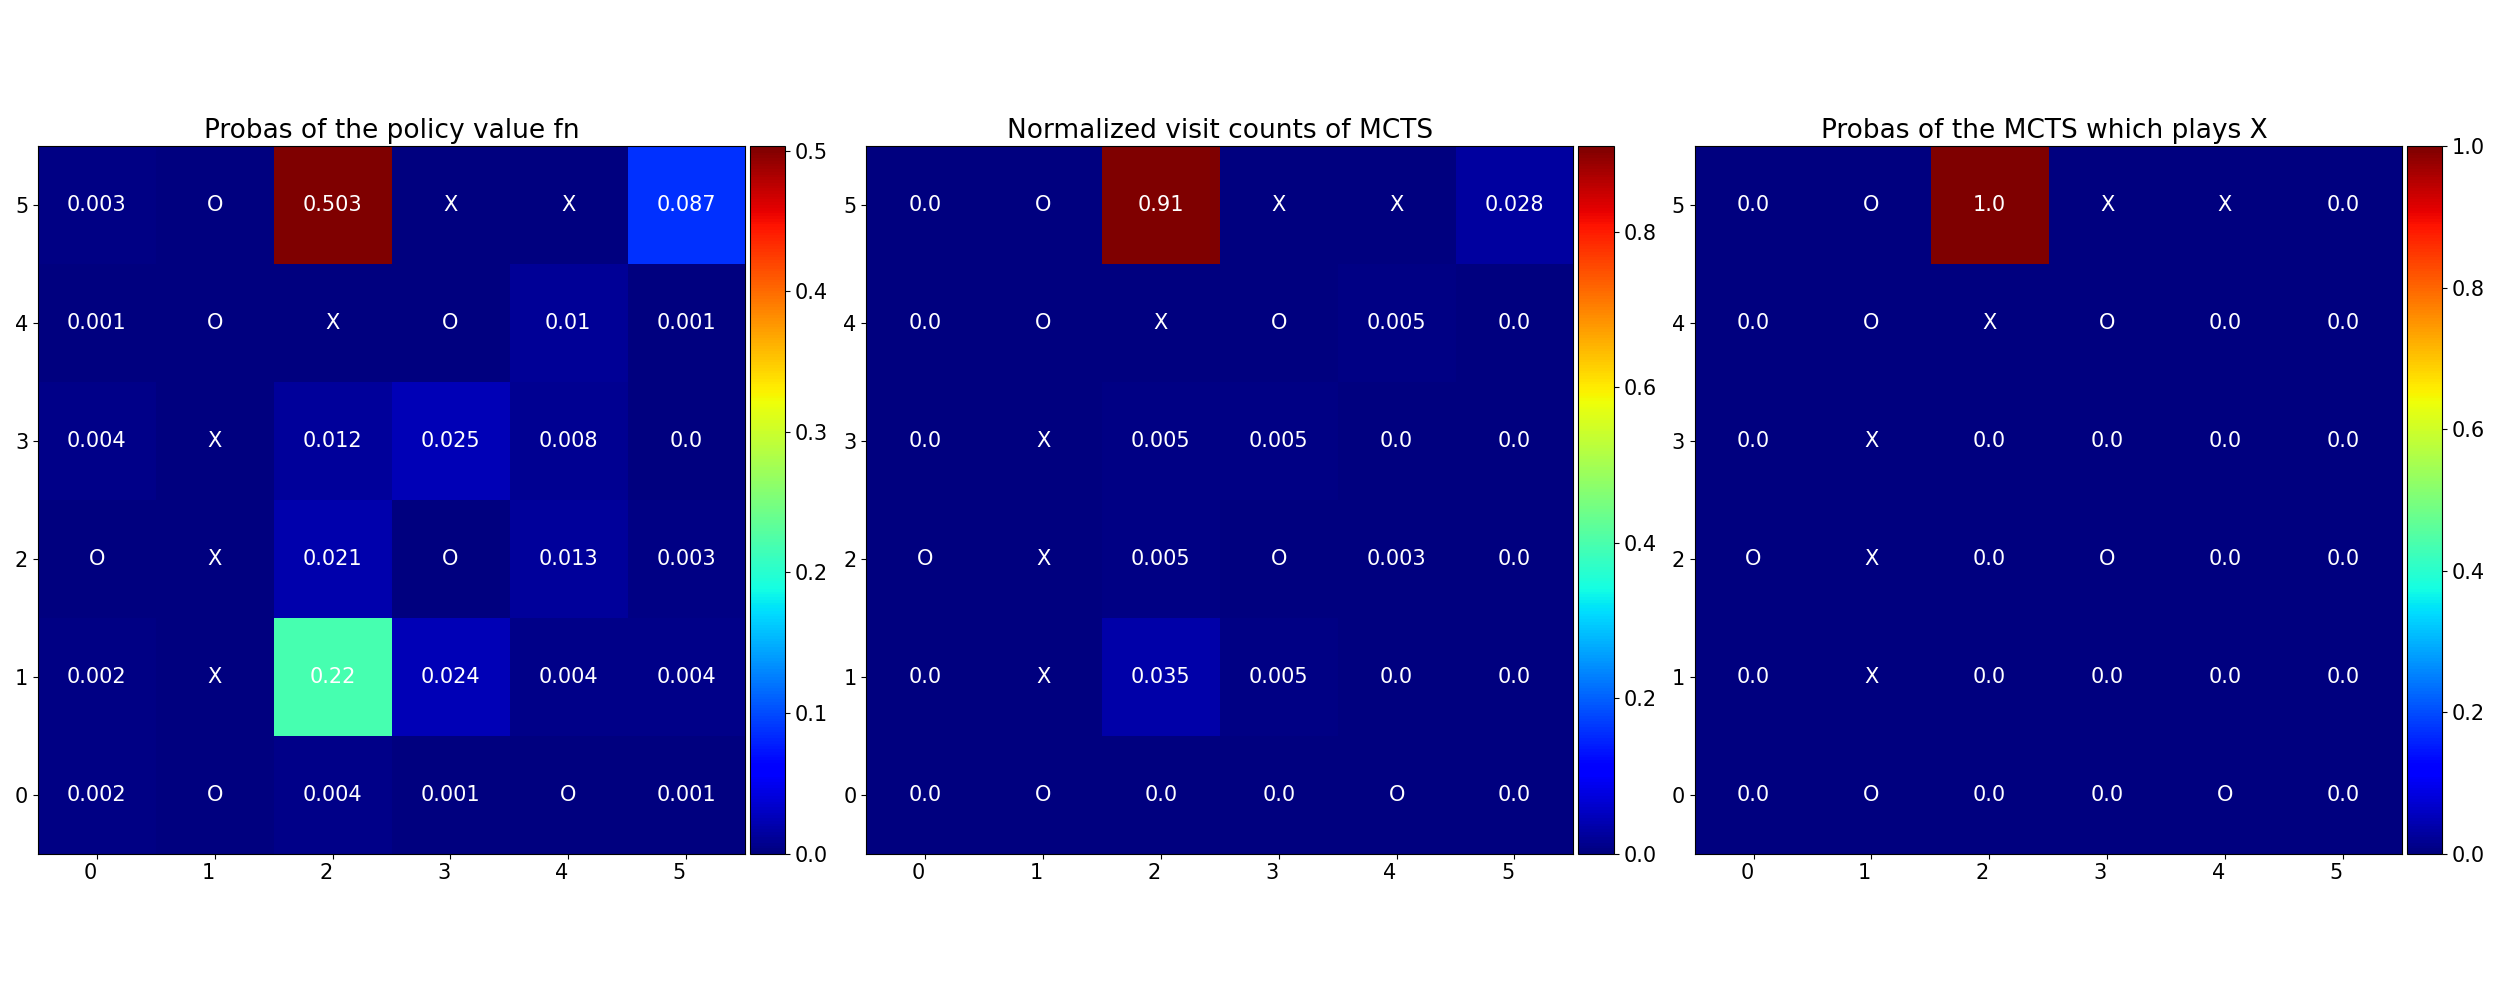 Probas of the policy value fn
5 0.003 O 0.503 X X 0.087
4 0.001 O X O 0.01 0.001
3 0.004 X 0.012 0.025 0.008 0.0
2 O X 0.021 O 0.013 0.003
1 0.002 X 0.22 0.024 0.004 0.004
0 0.002 O 0.004 0.001 O 0.001
0 1 2 3 4 5
0.5
0.4
0.3
0.2
0.1
0.0
Normalized visit counts of MCTS
5 0.0 O 0.91 X X 0.028
4 0.0 O X O 0.005 0.0
3 0.0 X 0.005 0.005 0.0 0.0
2 O X 0.005 O 0.003 0.0
1 0.0 X 0.035 0.005 0.0 0.0
0 0.0 O 0.0 0.0 O 0.0
0 1 2 3 4 5
0.8
0.6
0.4
0.2
0.0
Probas of the MCTS which plays X
5 0.0 O 1.0 X X 0.0
4 0.0 O X O 0.0 0.0
3 0.0 X 0.0 0.0 0.0 0.0
2 O X 0.0 O 0.0 0.0
1 0.0 X 0.0 0.0 0.0 0.0
0 0.0 O 0.0 0.0 O 0.0
0 1 2 3 4 5
1.0
0.8
0.6
0.4
0.2
0.0